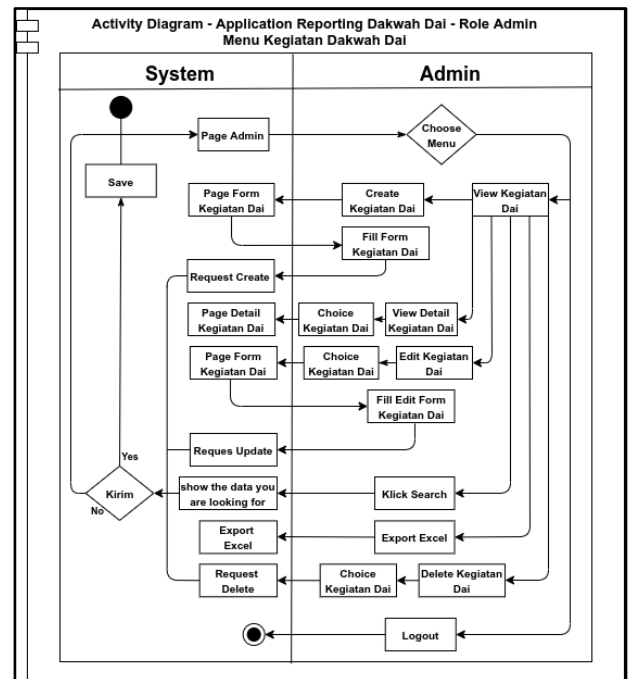 Activity Diagram - Application Reporting Dakwah Dai - Role Admin
Menu Kegiatan Dakwah Dai
System
Admin
Page Admin
Choose
Menu
Save
Page Form
Kegiatan Dai
Create
Kegiatan Dai
View Kegiatan
Dai
Fill Form
Kegiatan Dai
Request Create
Page Detail
Kegiatan Dai
Choice
Kegiatan Dai
View Detail
Kegiatan Dai
Page Form
Kegiatan Dai
Choice
Kegiatan Dai
Edit Kegiatan
Dai
Fill Edit Form
Kegiatan Dai
Reques Update
Yes
Kirim
No
show the data you
are looking for
Klick Search
Export
Excel
Export Excel
Request
Delete
Choice
Kegiatan Dai
Delete Kegiatan
Dai
Logout